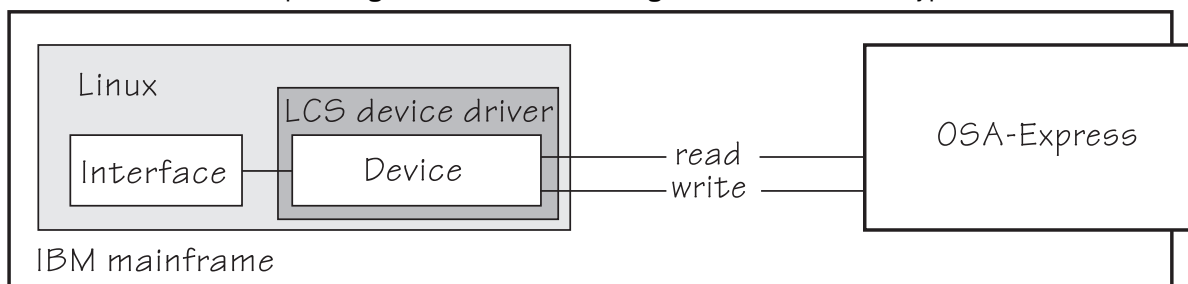 Linux
LCS device driver
Interface
Device
read
write
OSA-Express
IBM mainframe